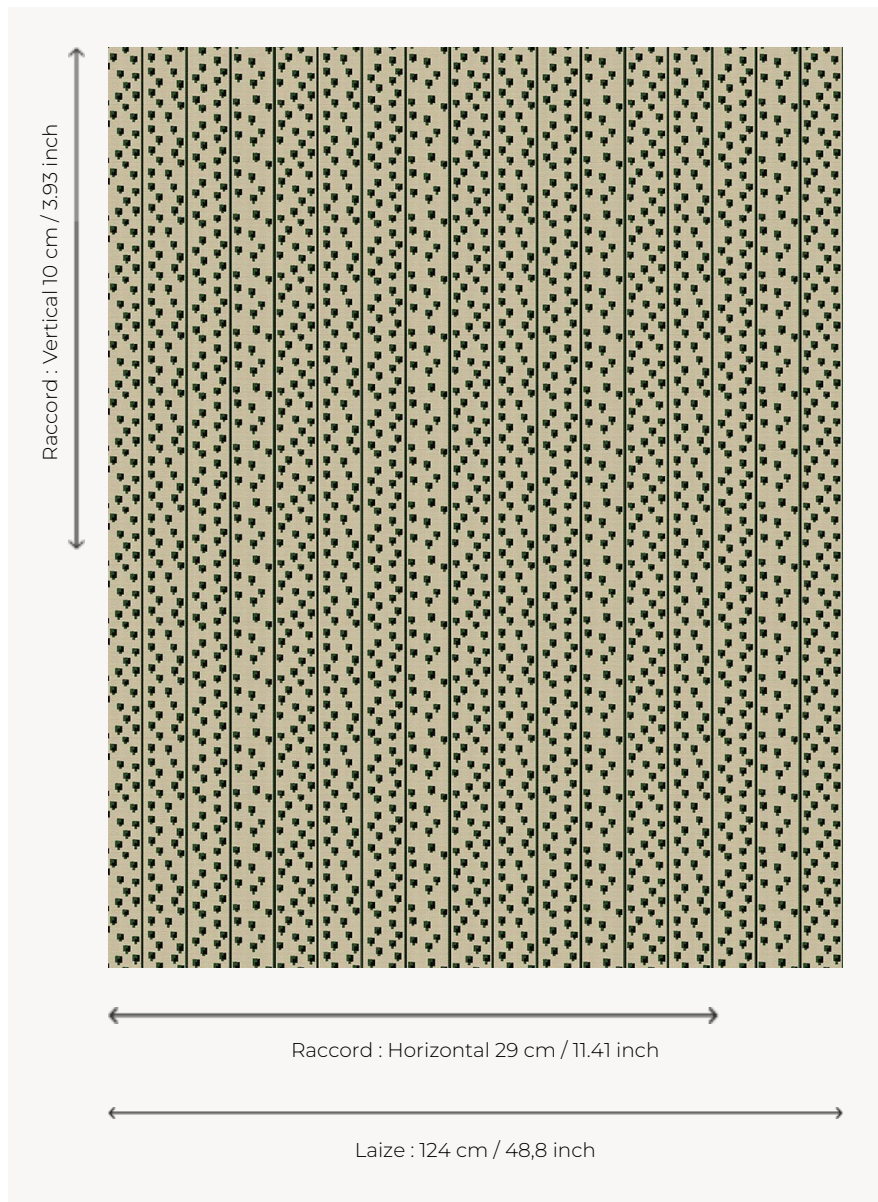 Raccord : Vertical 10 cm / 3.93 inch
Raccord : Horizontal 29 cm / 11.41 inch
Laize : 124 cm / 48,8 inch